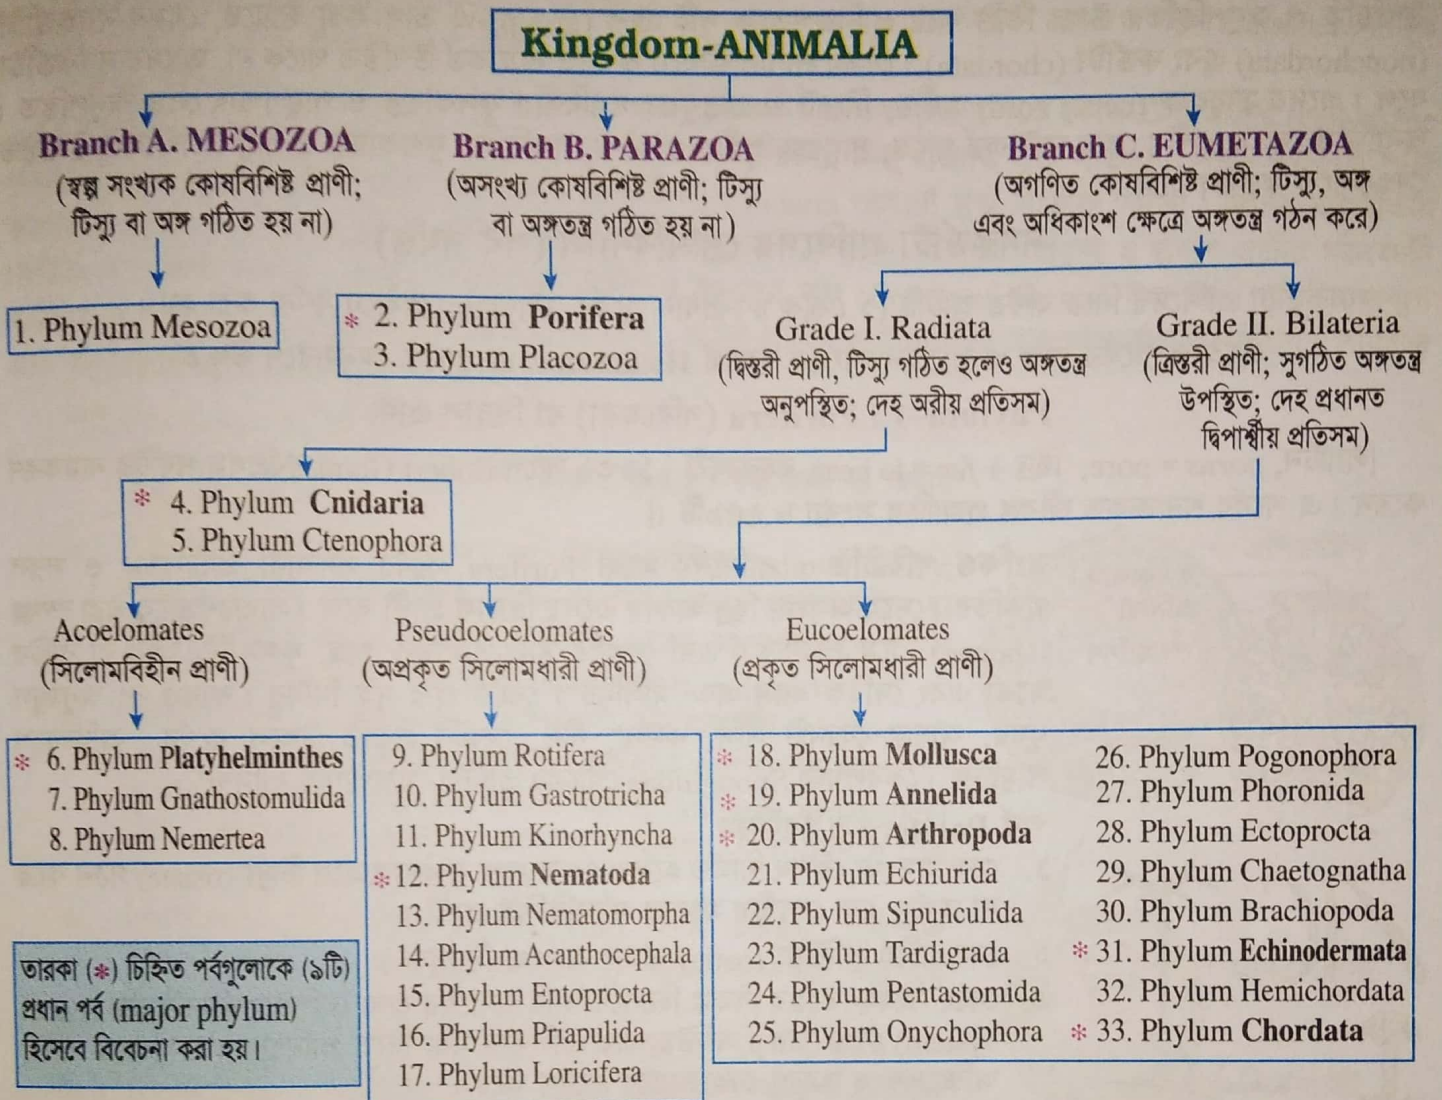 Kingdom-ANIMALIA
Branch A. MESOZOA
(স্বল্প সংখ্যক কোষবিশিষ্ট প্রাণী;
টিস্যু বা অঙ্গ গঠিত হয় না)
1. Phylum Mesozoa
Branch B. PARAZOA
(অসংখ্য কোষবিশিষ্ট প্রাণী; টিস্যু
বা অঙ্গতন্ত্র গঠিত হয় না)
* 2. Phylum Porifera
3. Phylum Placozoa
Branch C. EUMETAZOA
(অগণিত কোষবিশিষ্ট প্রাণী; টিস্যু, অঙ্গ
এবং অধিকাংশ ক্ষেত্রে অঙ্গতন্ত্র গঠন করে)
Grade I. Radiata
(দ্বিস্তরী প্রাণী, টিস্যু গঠিত হলেও অঙ্গতন্ত্র
অনুপস্থিত; দেহ অরীয় প্রতিসম)
Grade II. Bilateria
(ত্রিস্তরী প্রাণী; সুগঠিত অঙ্গতন্ত্র
উপস্থিত; দেহ প্রধানত
দ্বিপার্শ্বীয় প্রতিসম)
* 4. Phylum Cnidaria
5. Phylum Ctenophora
Acoelomates
(সিলোমবিহীন প্রাণী)
* 6. Phylum Platyhelminthes
7. Phylum Gnathostomulida
8. Phylum Nemertea
Pseudocoelomates
(অপ্রকৃত সিলোমধারী প্রাণী)
9. Phylum Rotifera
10. Phylum Gastrotricha
11. Phylum Kinorhyncha
* 12. Phylum Nematoda
13. Phylum Nematomorpha
14. Phylum Acanthocephala
15. Phylum Entoprocta
16. Phylum Priapulida
17. Phylum Loricifera
Eucoelomates
(প্রকৃত সিলোমধারী প্রাণী)
* 18. Phylum Mollusca
* 19. Phylum Annelida
* 20. Phylum Arthropoda
21. Phylum Echiurida
22. Phylum Sipunculida
23. Phylum Tardigrada
24. Phylum Pentastomida
25. Phylum Onychophora
26. Phylum Pogonophora
27. Phylum Phoronida
28. Phylum Ectoprocta
29. Phylum Chaetognatha
30. Phylum Brachiopoda
* 31. Phylum Echinodermata
32. Phylum Hemichordata
* 33. Phylum Chordata
তারকা (*) চিহ্নিত পর্বগুলোকে (৯টি)
প্রধান পর্ব (major phylum)
হিসেবে বিবেচনা করা হয়।